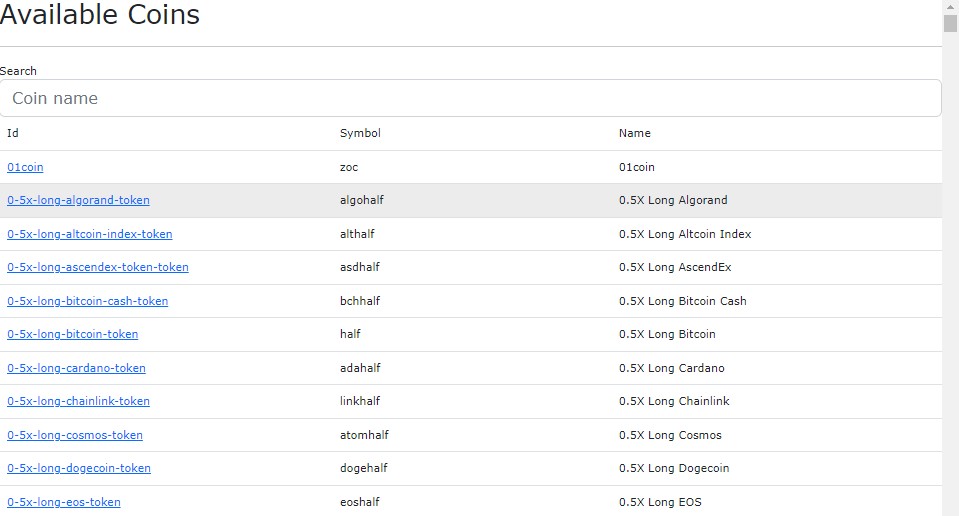 Available Coins
Search
Coin name
Id Symbol Name
01coin zoc 01coin
0-5x-long-algorand-token algohalf 0.5X Long Algorand
0-5x-long-altcoin-index-token althalf 0.5X Long Altcoin Index
0-5x-long-ascendex-token-token asdhalf 0.5X Long AscendEx
0-5x-long-bitcoin-cash-token bchhalf 0.5X Long Bitcoin Cash
0-5x-long-bitcoin-token half 0.5X Long Bitcoin
0-5x-long-cardano-token adahalf 0.5X Long Cardano
0-5x-long-chainlink-token linkhalf 0.5X Long Chainlink
0-5x-long-cosmos-token atomhalf 0.5X Long Cosmos
0-5x-long-dogecoin-token dogehalf 0.5X Long Dogecoin
0-5x-long-eos-token eoshalf 0.5X Long EOS